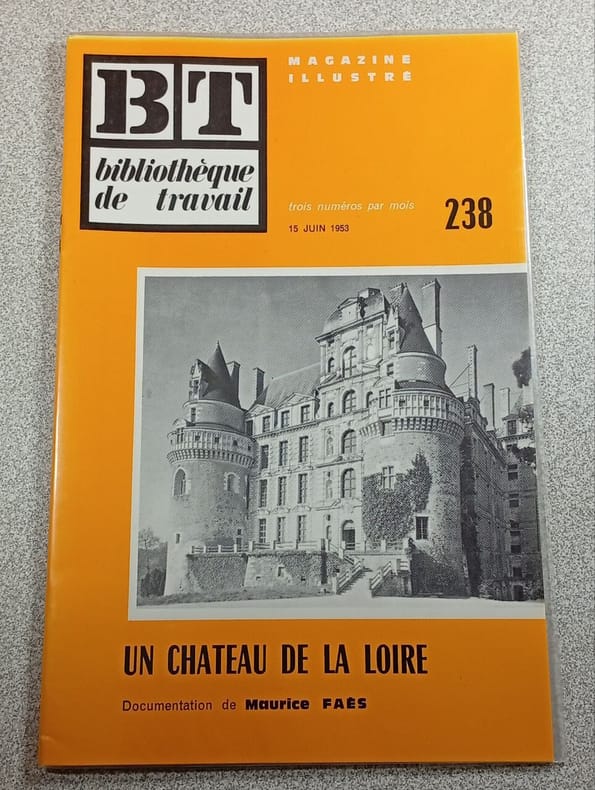 BT
bibliothèque
de travail
MAGAZINE
ILLUSTRÉ
trois numéros par mois
15 JUIN 1953
238
UN CHATEAU DE LA LOIRE
Documentation de Maurice FAÈS